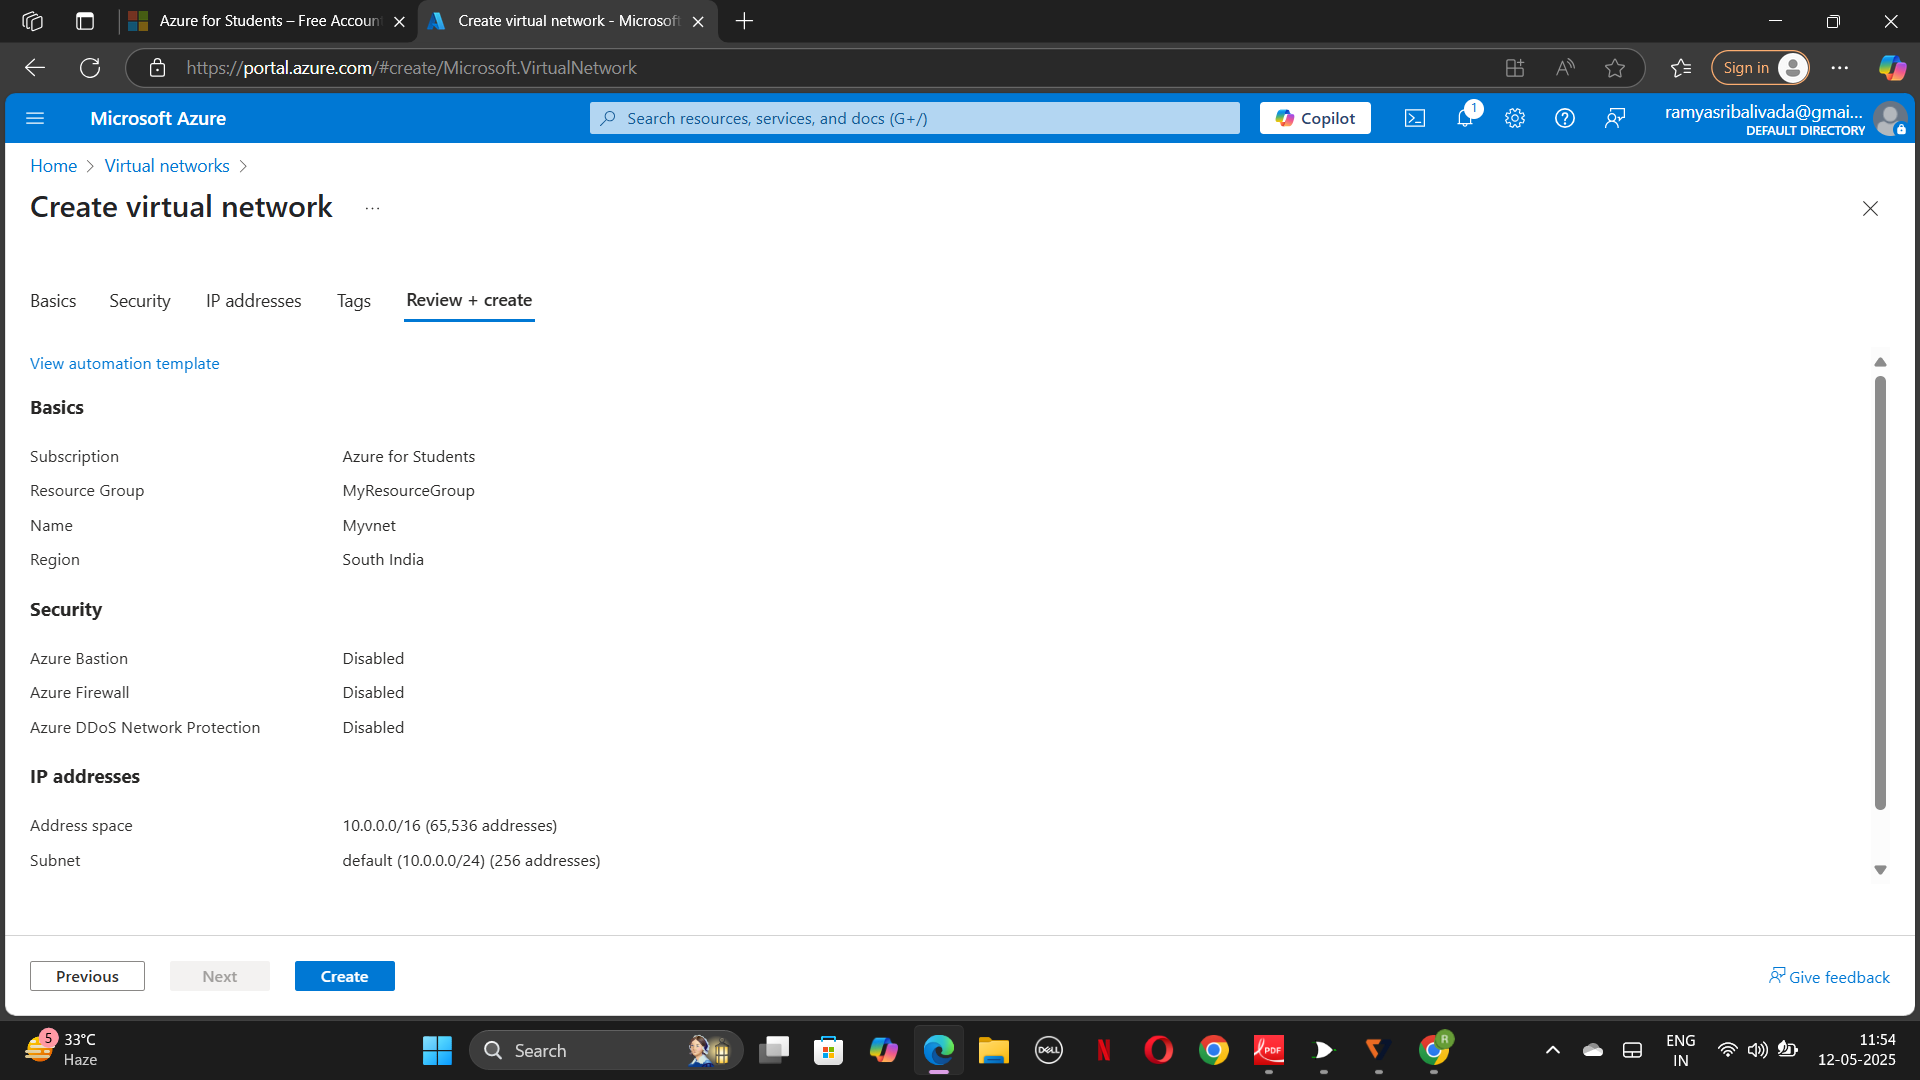 Azure for Students – Free Accoun
Create virtual network - Microsoft
https://portal.azure.com/#create/Microsoft.VirtualNetwork
Sign in
Microsoft Azure
Search resources, services, and docs (G+/)
Copilot
1
ramyasribalivada@gmai...
DEFAULT DIRECTORY
Home
Virtual networks
Create virtual network
...
Basics
Security
IP addresses
Tags
Review + create
View automation template
Basics
Subscription Azure for Students
Resource Group MyResourceGroup
Name Myvnet
Region South India
Security
Azure Bastion Disabled
Azure Firewall Disabled
Azure DDoS Network Protection Disabled
IP addresses
Address space 10.0.0.0/16 (65,536 addresses)
Subnet default (10.0.0.0/24) (256 addresses)
Previous
Next
Create
Give feedback
5
33°C
Haze
Search
DELL
N
PDF
R
ENG
IN
11:54
12-05-2025